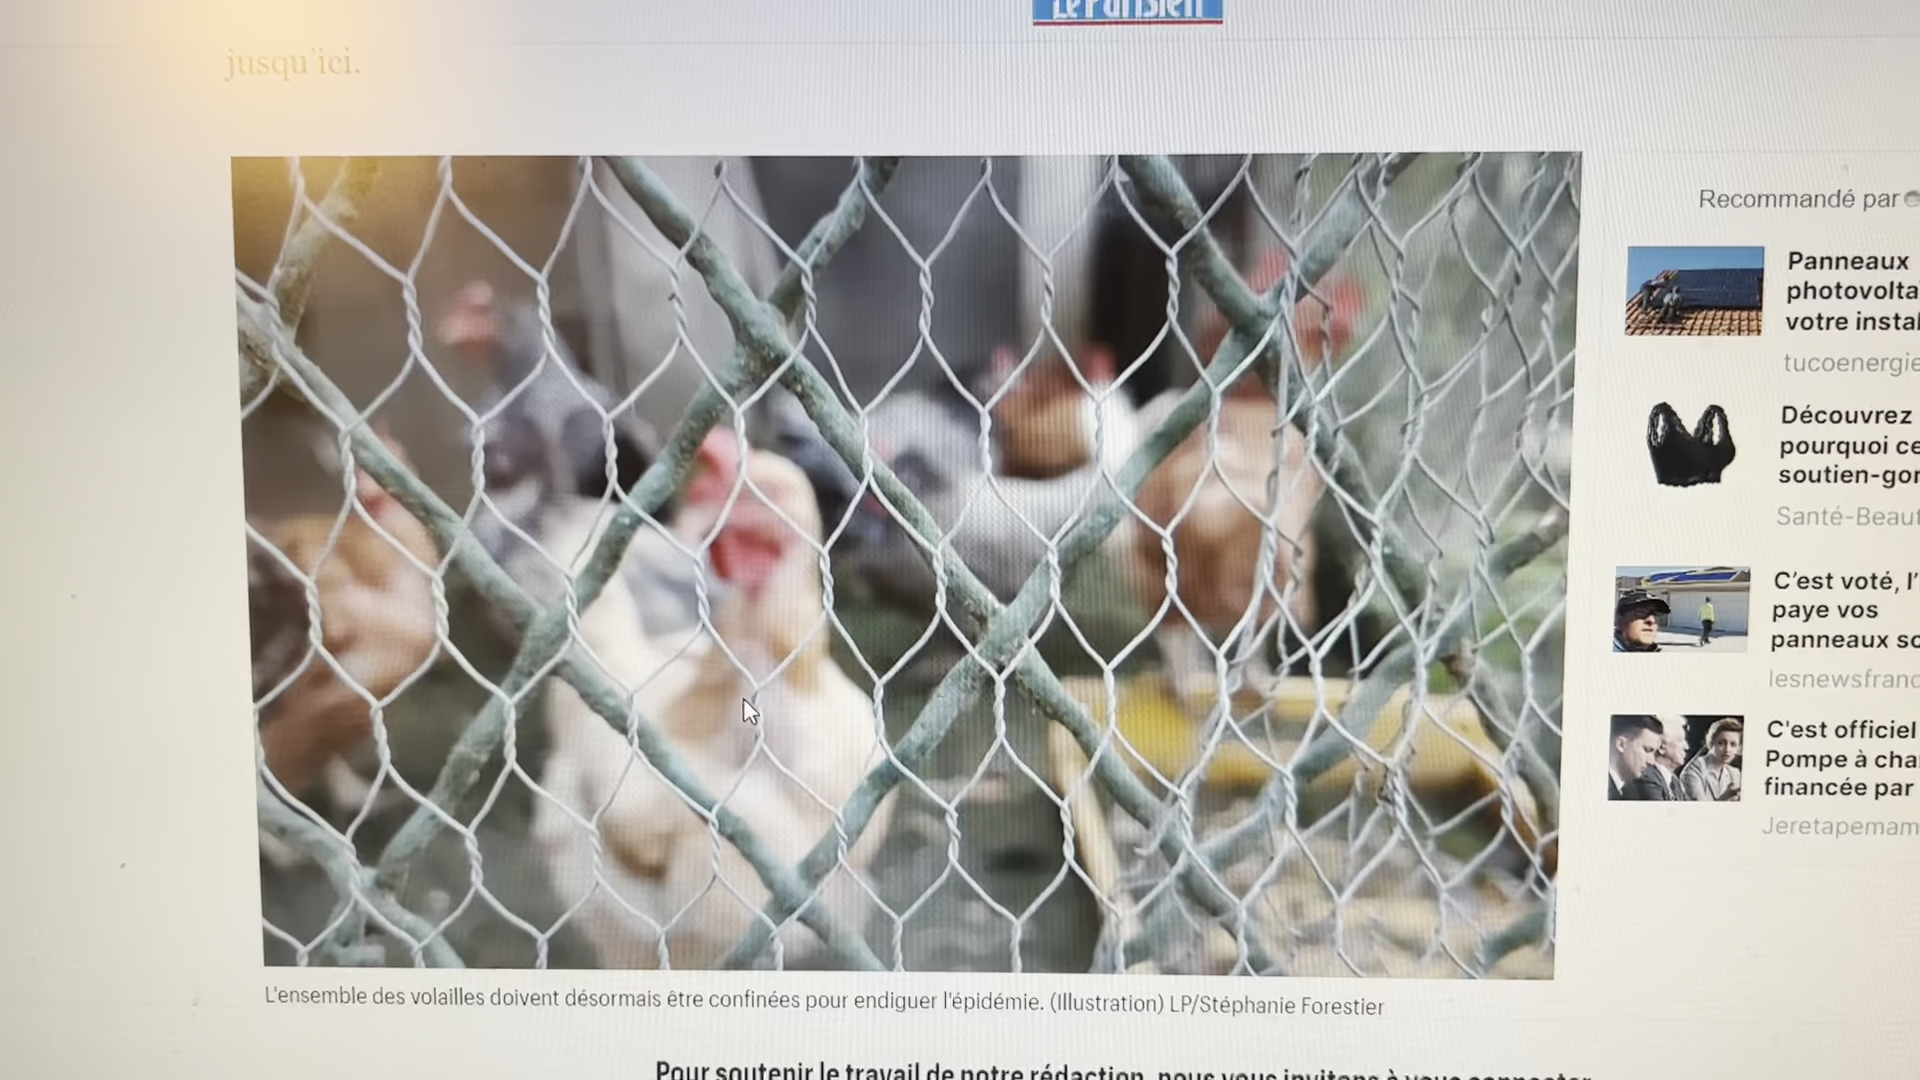 Le Parisien
jusqu'ici.
Recommandé par
Panneaux
photovolta
votre instal
tucoenergie
Découvrez
pourquoi ce
soutien-gor
Santé-Beaut
C'est voté, l'
paye vos
panneaux so
lesnewsfranc
C'est officiel
Pompe à cha
financée par
Jeretapemam
L'ensemble des volailles doivent désormais être confinées pour endiguer l'épidémie. (Illustration) LP/Stéphanie Forestier
Pour soutenir le travail de notre rédaction, nous vous invitons à vous connecter